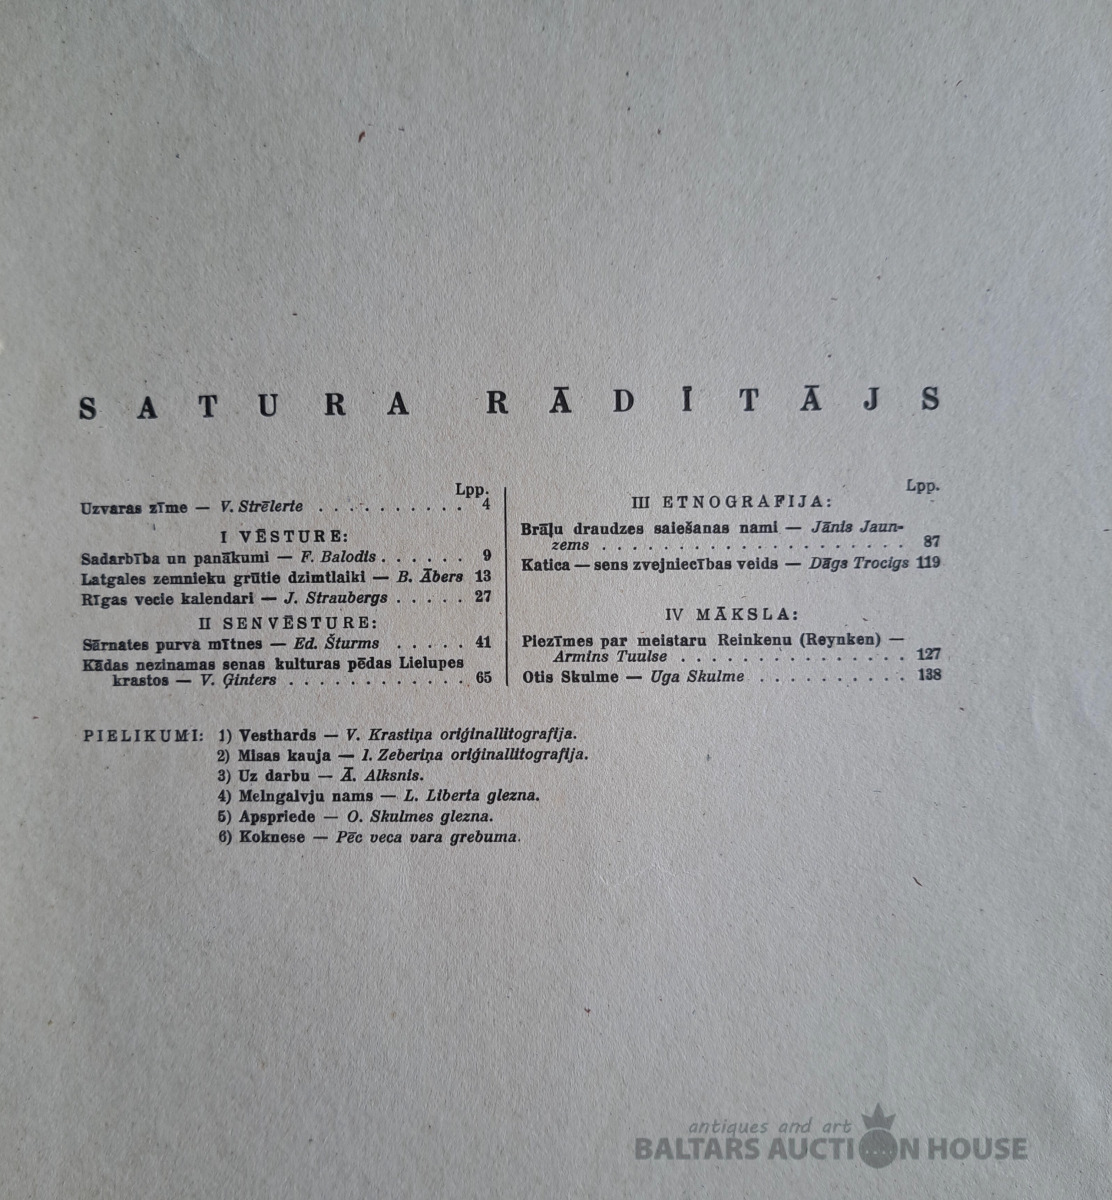 SATURA RĀDĪTĀJS
Lpp.
Uzvaras zīme — V. Strēlerte . . . . . . . . . . 4
I VĒSTURE:
Sadarbība un panākumi — F. Balodis . . . . . . 9
Latgales zemnieku grūtie dzimtlaiki — B. Ābers 13
Rīgas vecie kalendari — J. Straubergs . . . . . 27
II SENVĒSTURE:
Sārnates purva mītnes — Ed. Šturms . . . . . 41
Kādas nezinamas senas kulturas pēdas Lielupes
krastos — V. Ģinters . . . . . . . . . . . . 65
Lpp.
III ETNOGRAFIJA:
Brāļu draudzes saiešanas nami — Jānis Jaun-
zems . . . . . . . . . . . . . . . . . . . . 87
Katica — sens zvejniecības veids — Dāgs Trocigs 119
IV MĀKSLA:
Piezīmes par meistaru Reinkenu (Reynken) —
Armins Tuulse . . . . . . . . . . . . . . . 127
Otis Skulme — Uga Skulme . . . . . . . . . . 138
PIELIKUMI: 1) Vesthards — V. Krastiņa oriģinallitografija.
2) Misas kauja — I. Zeberiņa oriģinallitografija.
3) Uz darbu — Ā. Alksnis.
4) Melngalvju nams — L. Liberta glezna.
5) Apspriede — O. Skulmes glezna.
6) Koknese — Pēc veca vara grebuma.
antiques and art
BALTARS AUCTION HOUSE